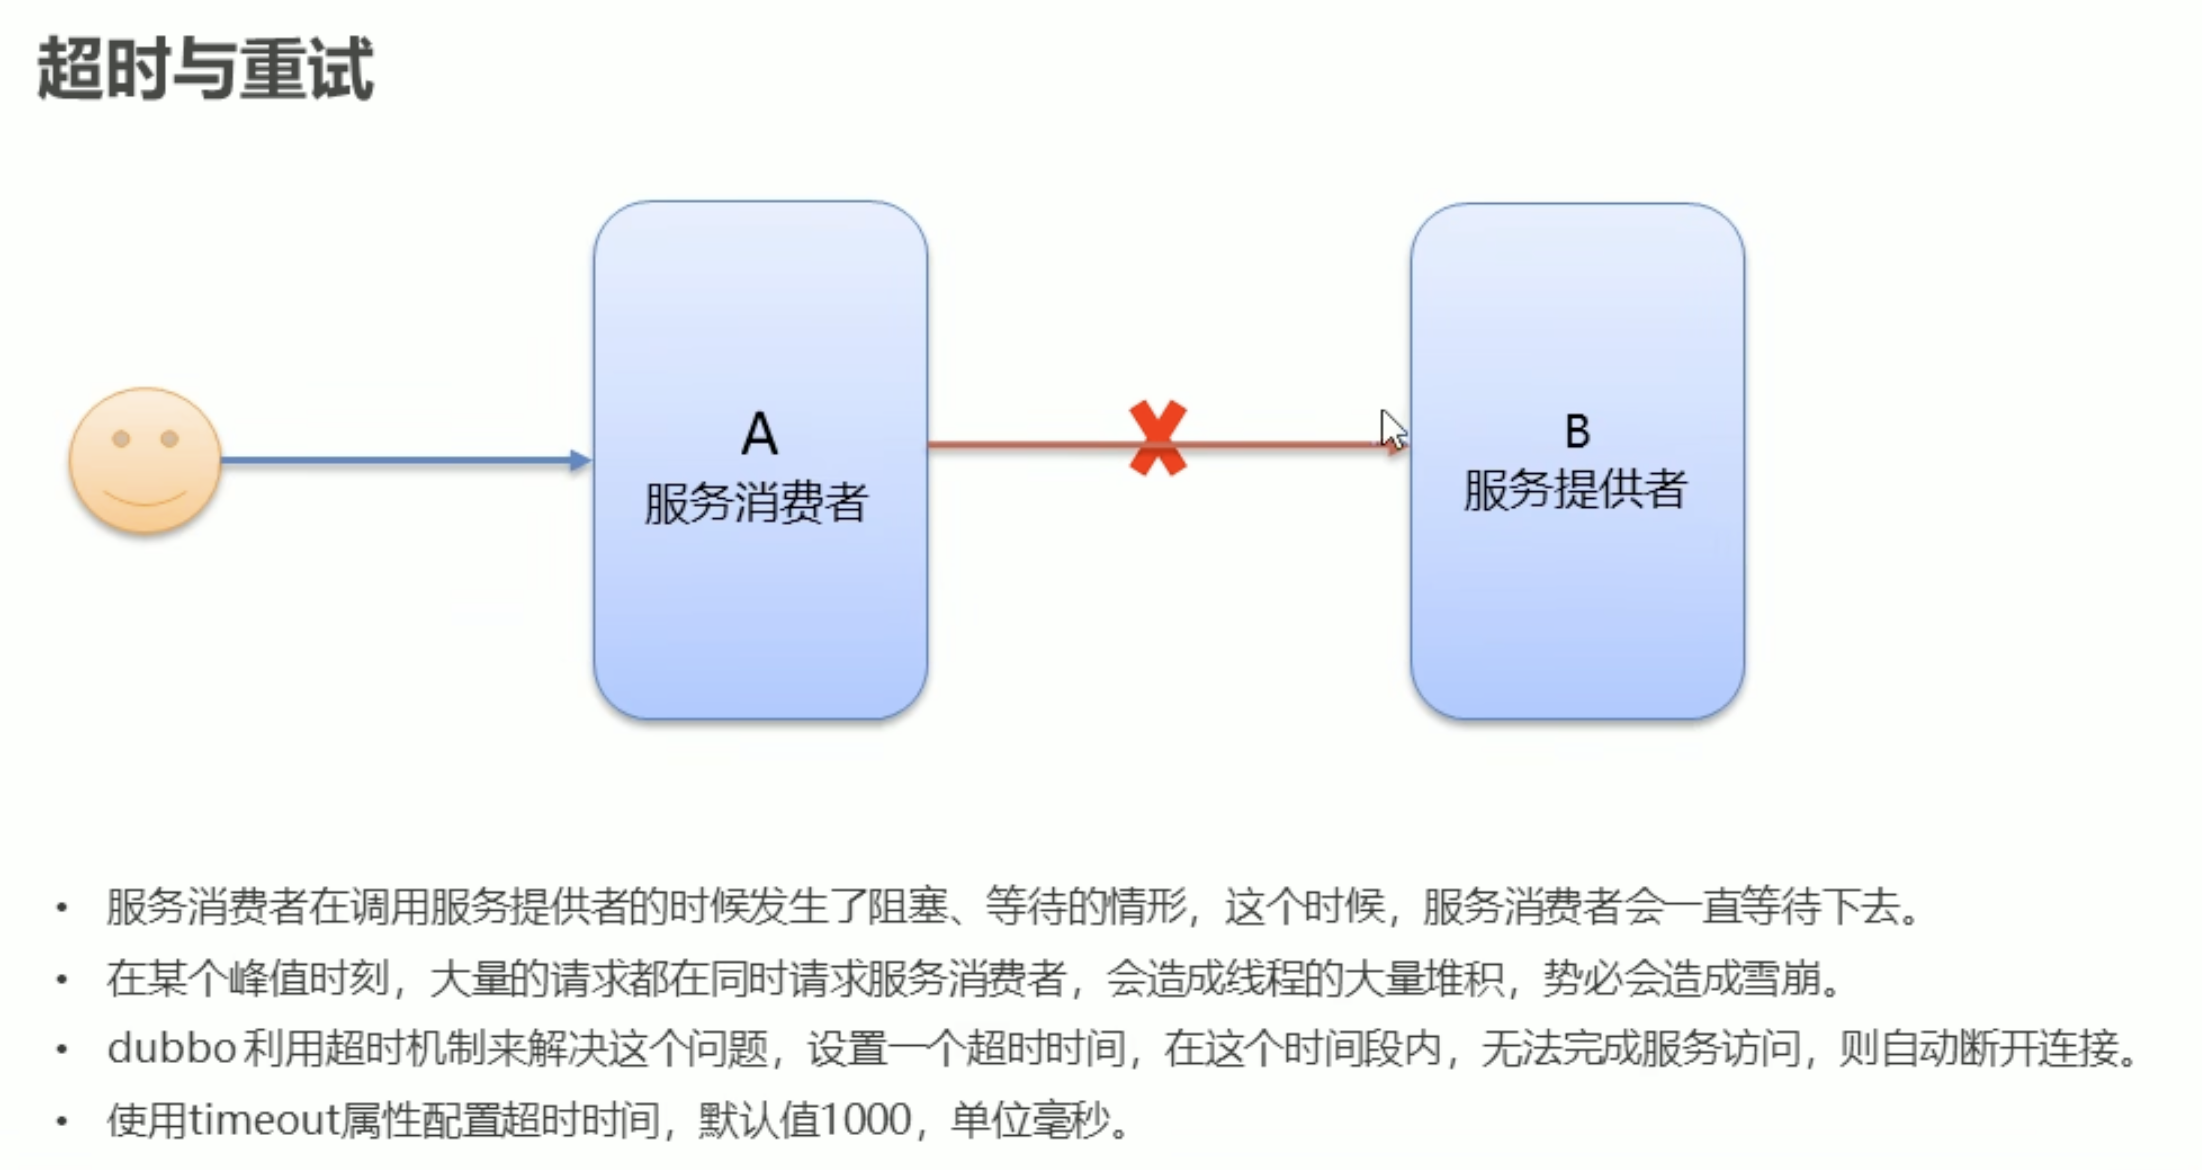 超时与重试
A
服务消费者
B
服务提供者
• 服务消费者在调用服务提供者的时候发生了阻塞、等待的情形，这个时候，服务消费者会一直等待下去。
• 在某个峰值时刻，大量的请求都在同时请求服务消费者，会造成线程的大量堆积，势必会造成雪崩。
• dubbo 利用超时机制来解决这个问题，设置一个超时时间，在这个时间段内，无法完成服务访问，则自动断开连接。
• 使用timeout属性配置超时时间，默认值1000，单位毫秒。